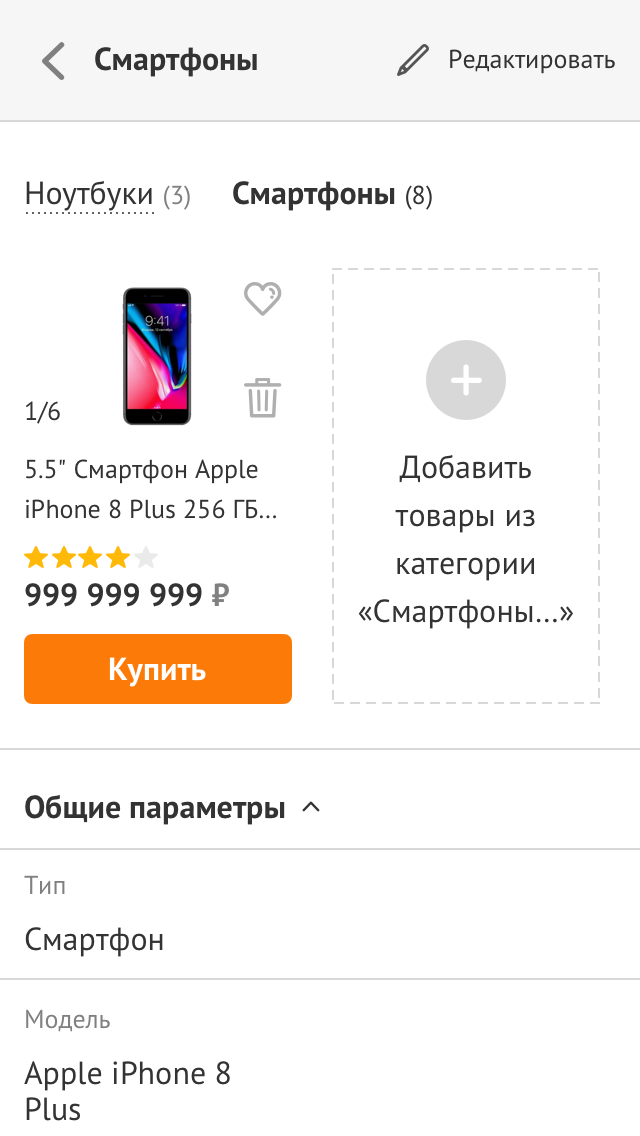 Смартфоны
Редактировать
Ноутбуки (3)
Смартфоны (8)
9:41
1/6
5.5" Смартфон Apple
iPhone 8 Plus 256 ГБ...
999 999 999 ₽
Купить
Добавить
товары из
категории
«Смартфоны...»
Общие параметры
Тип
Смартфон
Модель
Apple iPhone 8
Plus